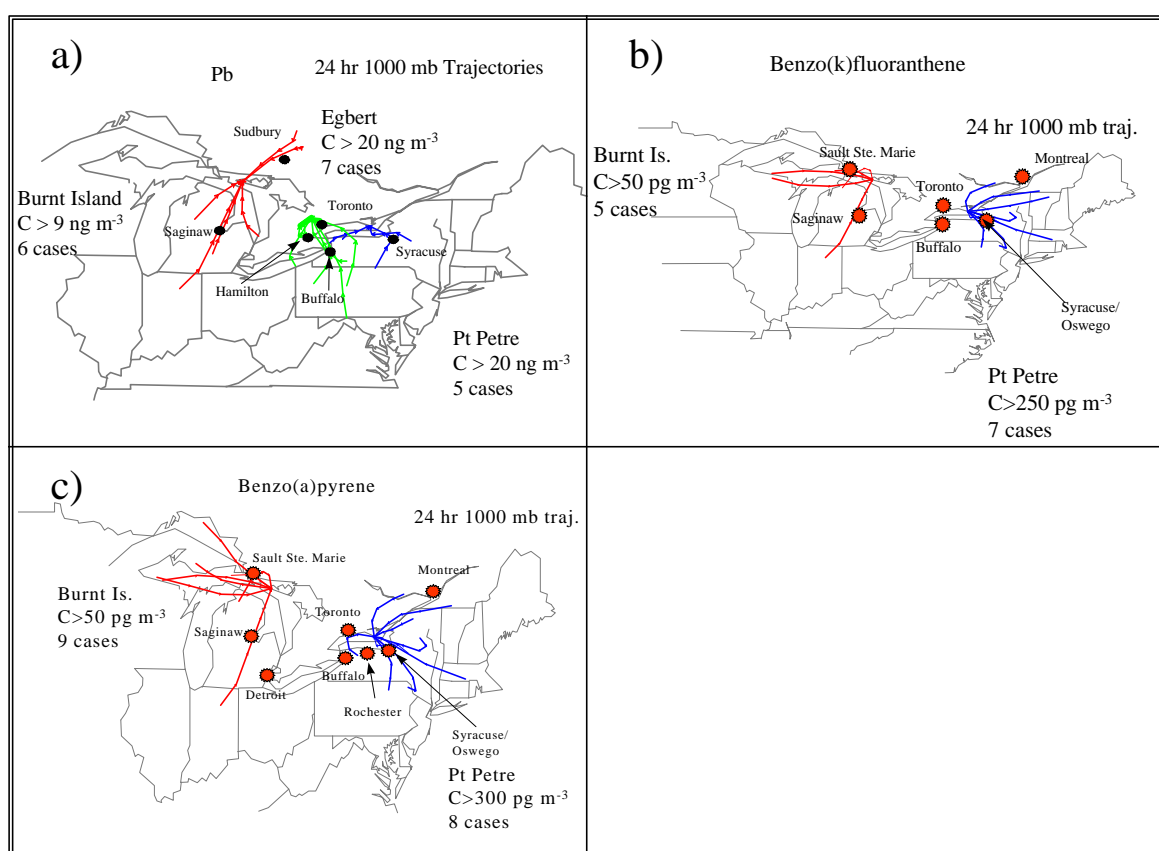 a)
Pb
24 hr 1000 mb Trajectories
Sudbury
Egbert
C > 20 ng m⁻³
7 cases
Burnt Island
C > 9 ng m⁻³
6 cases
Saginaw
Toronto
Syracuse
Hamilton
Buffalo
Pt Petre
C > 20 ng m⁻³
5 cases
b)
Benzo(k)fluoranthene
24 hr 1000 mb traj.
Burnt Is.
C>50 pg m⁻³
5 cases
Sault Ste. Marie
Montreal
Toronto
Saginaw
Buffalo
Syracuse/
Oswego
Pt Petre
C>250 pg m⁻³
7 cases
c)
Benzo(a)pyrene
24 hr 1000 mb traj.
Sault Ste. Marie
Montreal
Burnt Is.
C>50 pg m⁻³
9 cases
Toronto
Saginaw
Buffalo
Detroit
Rochester
Syracuse/
Oswego
Pt Petre
C>300 pg m⁻³
8 cases